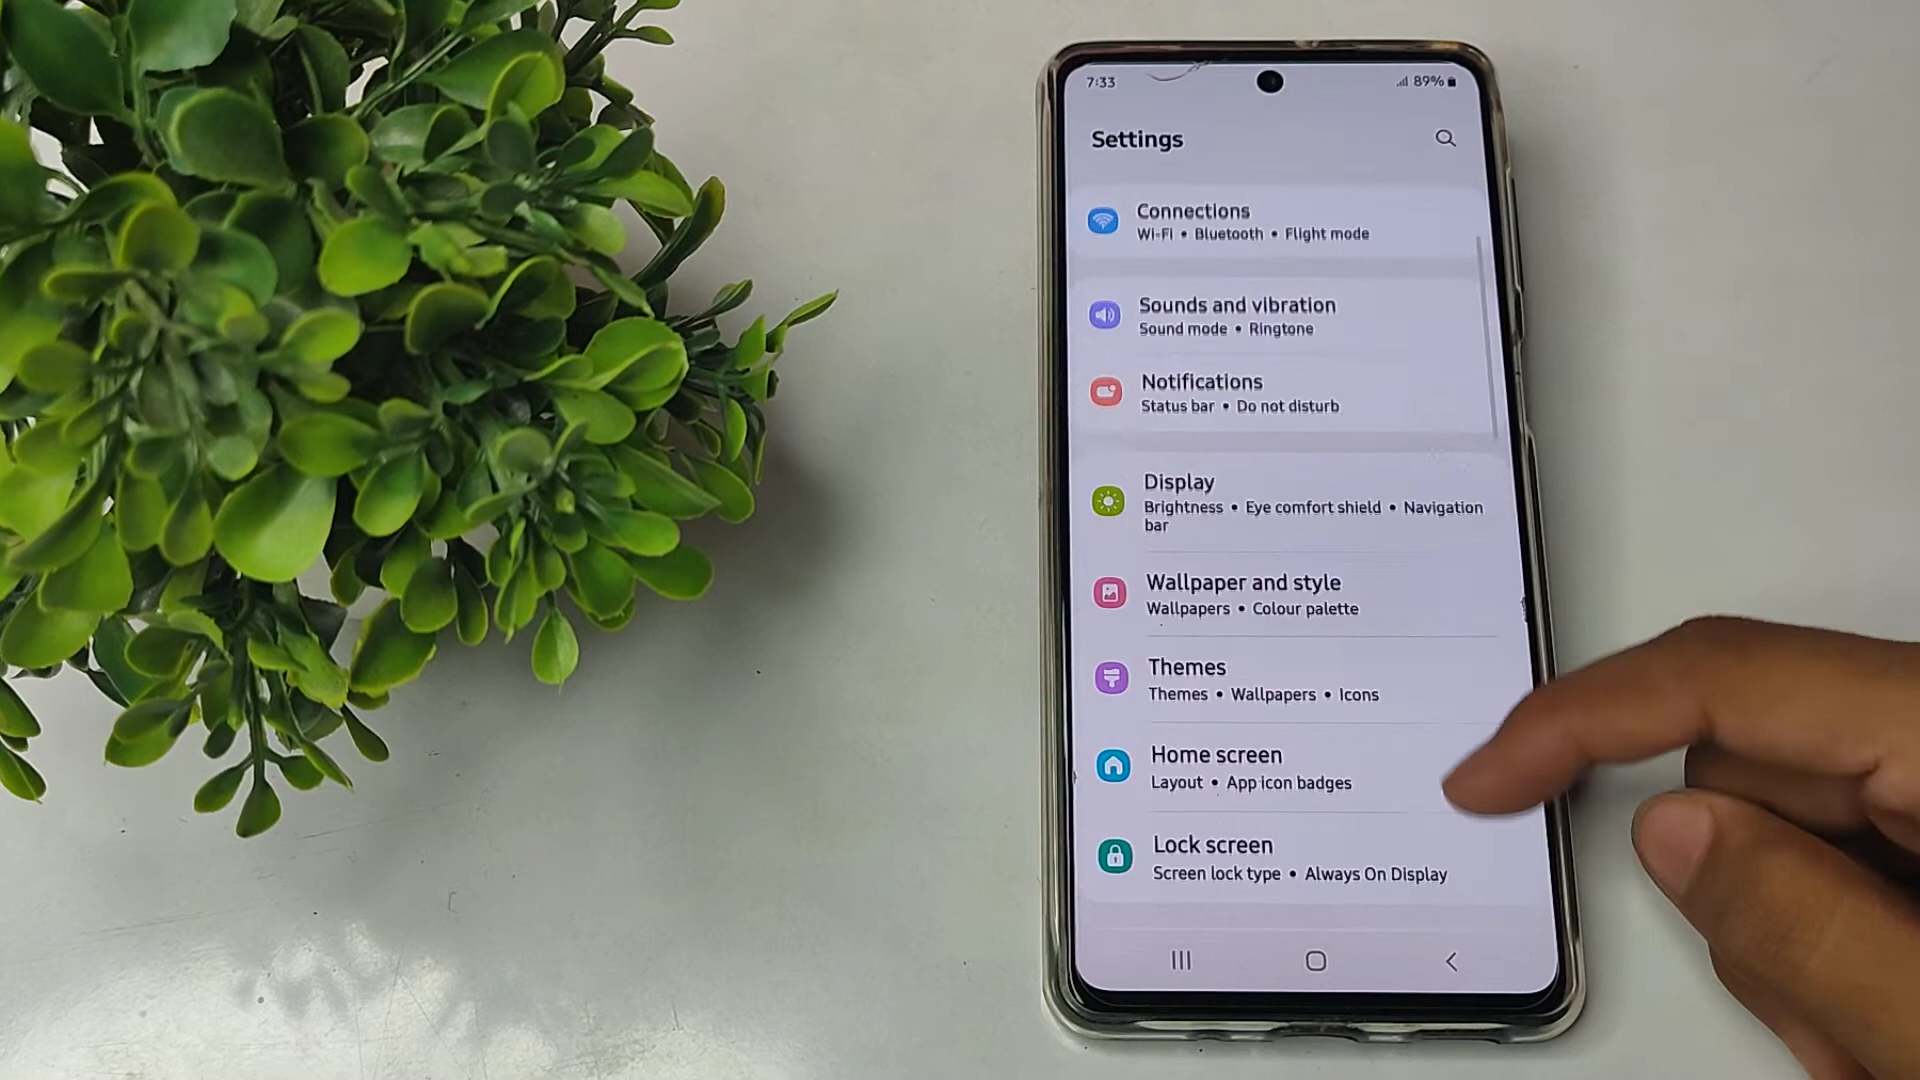 7:33
89%
Settings
Connections
Wi-Fi • Bluetooth • Flight mode
Sounds and vibration
Sound mode • Ringtone
Notifications
Status bar • Do not disturb
Display
Brightness • Eye comfort shield • Navigation
bar
Wallpaper and style
Wallpapers • Colour palette
Themes
Themes • Wallpapers • Icons
Home screen
Layout • App icon badges
Lock screen
Screen lock type • Always On Display